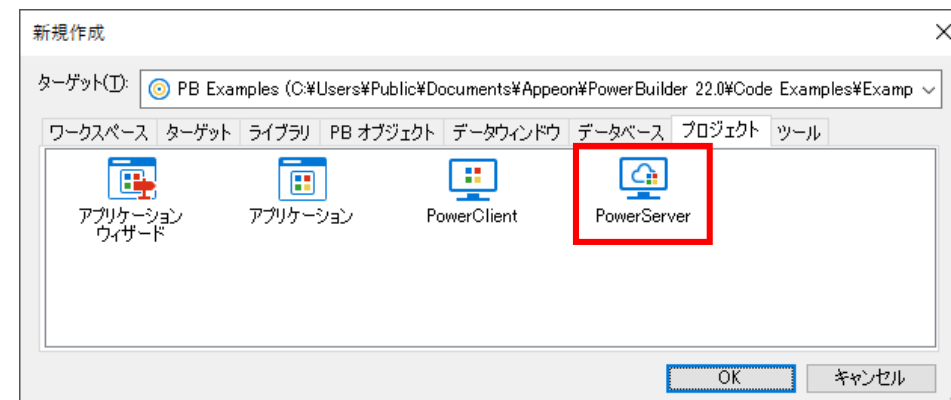 新規作成
ターゲット(T): PB Examples (C:¥Users¥Public¥Documents¥Appeon¥PowerBuilder 22.0¥Code Examples¥Examp
ワークスペース ターゲット ライブラリ PB オブジェクト データウィンドウ データベース プロジェクト ツール
アプリケーション
ウィザード
アプリケーション
PowerClient
PowerServer
OK キャンセル